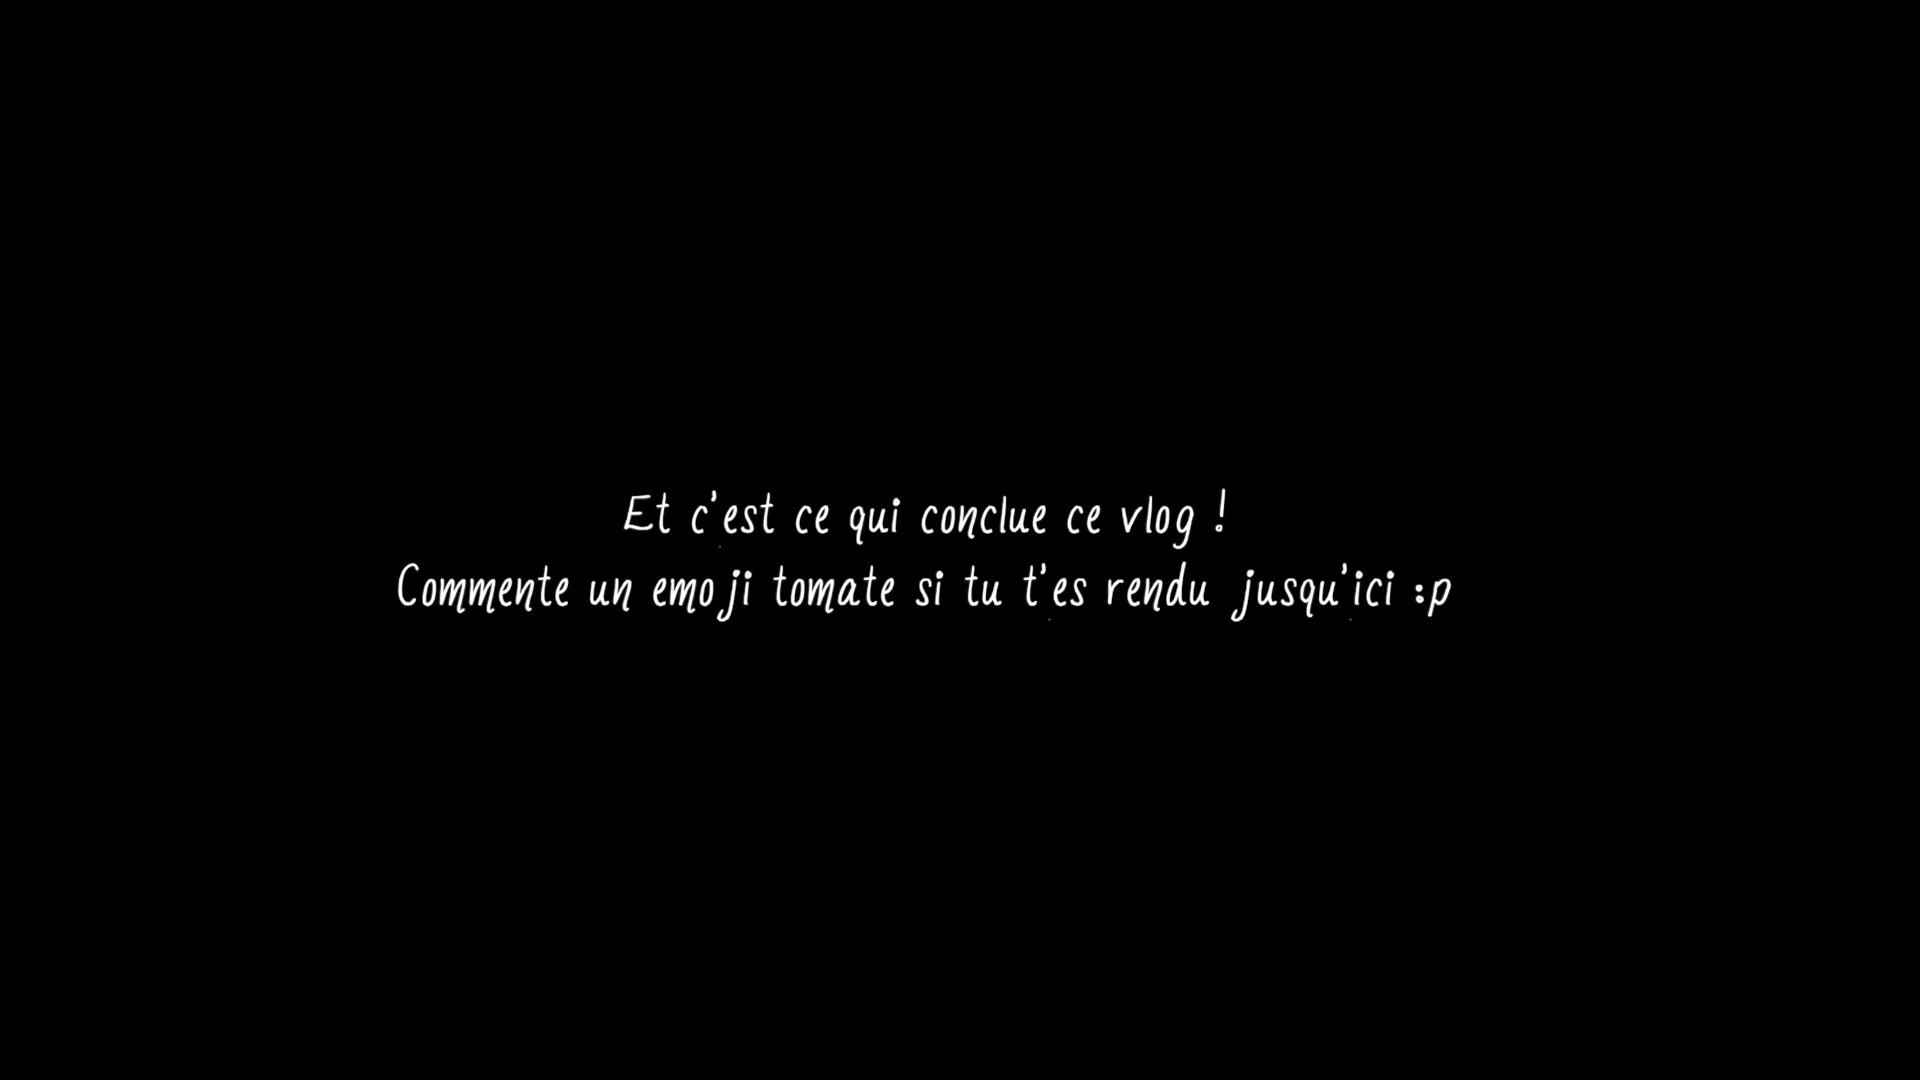 Et c'est ce qui conclue ce vlog !
Commente un emoji tomate si tu t'es rendu jusqu'ici :p